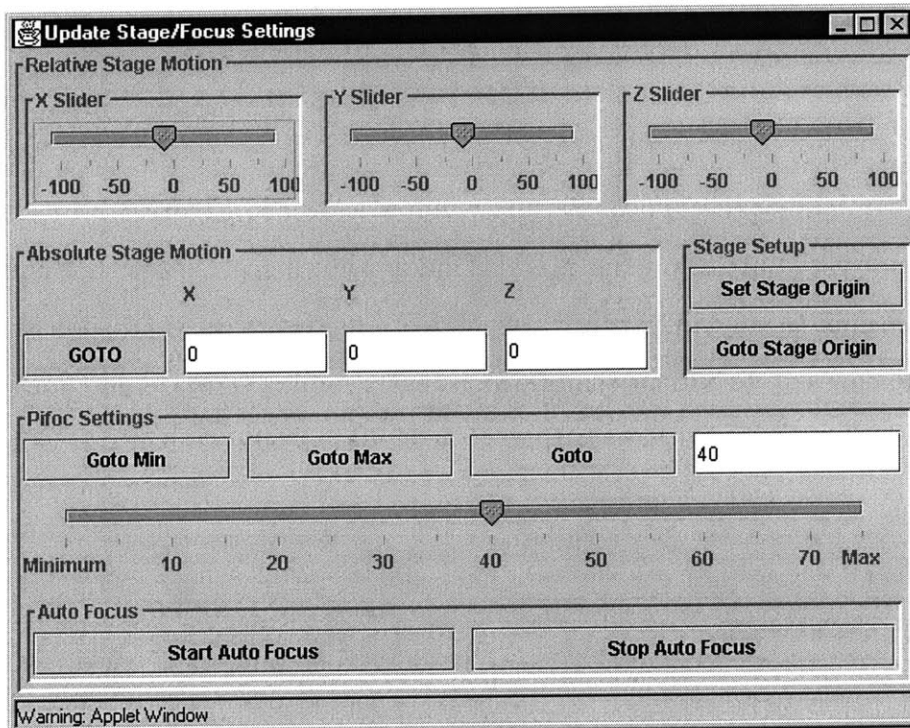 Update Stage/Focus Settings
Relative Stage Motion
X Slider
-100 -50 0 50 100
Y Slider
-100 -50 0 50 100
Z Slider
-100 -50 0 50 100
Absolute Stage Motion
X Y Z
GOTO 0 0 0
Stage Setup
Set Stage Origin
Goto Stage Origin
Pifoc Settings
Goto Min Goto Max Goto 40
Minimum 10 20 30 40 50 60 70 Max
Auto Focus
Start Auto Focus Stop Auto Focus
Warning: Applet Window